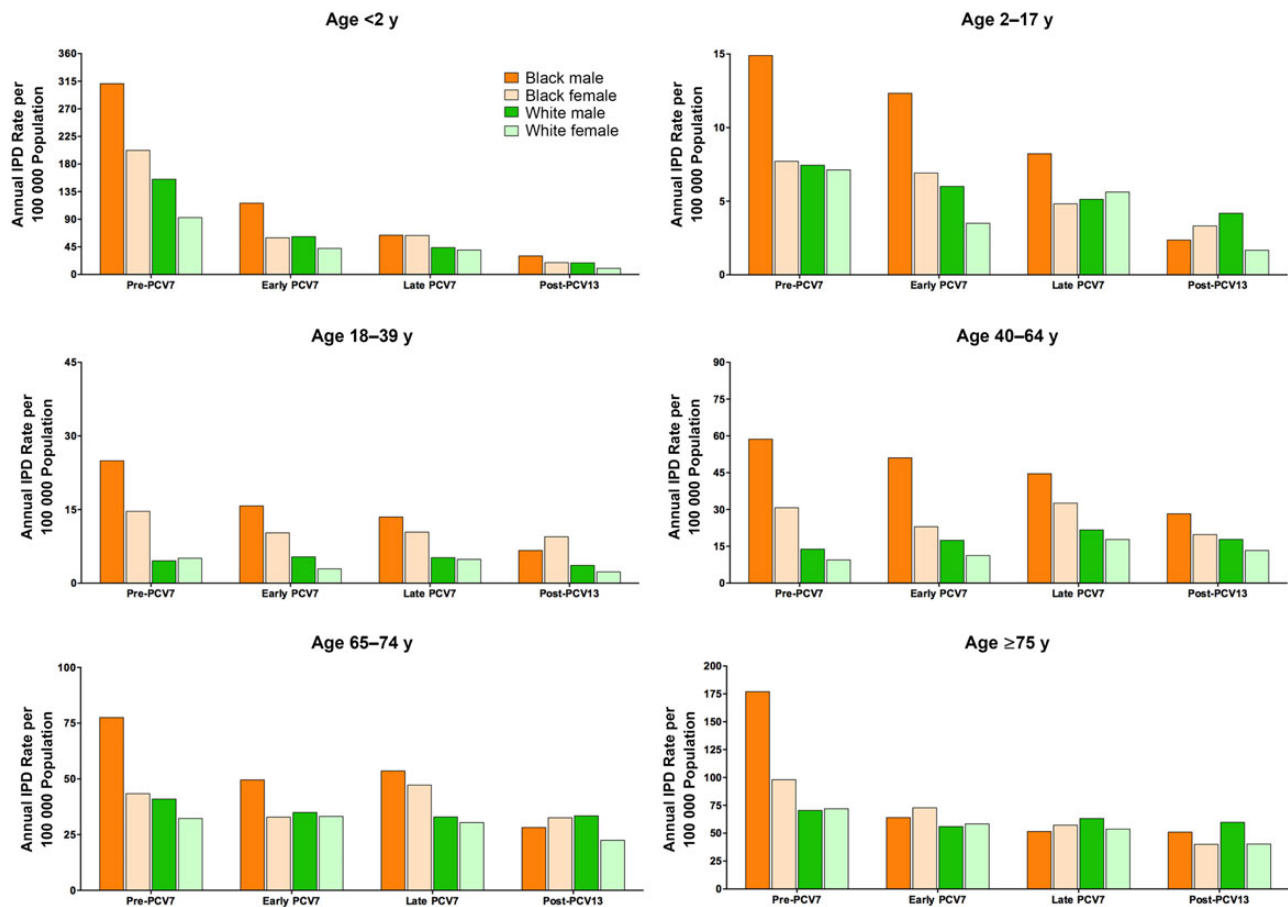 Age <2 y
Annual IPD Rate per
100 000 Population
360
315
270
225
180
135
90
45
0
Black male
Black female
White male
White female
Pre-PCV7 Early PCV7 Late PCV7 Post-PCV13
Age 2–17 y
Annual IPD Rate per
100 000 Population
15
10
5
0
Pre-PCV7 Early PCV7 Late PCV7 Post-PCV13
Age 18–39 y
Annual IPD Rate per
100 000 Population
45
30
15
0
Pre-PCV7 Early PCV7 Late PCV7 Post-PCV13
Age 40–64 y
Annual IPD Rate per
100 000 Population
90
75
60
45
30
15
0
Pre-PCV7 Early PCV7 Late PCV7 Post-PCV13
Age 65–74 y
Annual IPD Rate per
100 000 Population
100
75
50
25
0
Pre-PCV7 Early PCV7 Late PCV7 Post-PCV13
Age ≥75 y
Annual IPD Rate per
100 000 Population
200
175
150
125
100
75
50
25
0
Pre-PCV7 Early PCV7 Late PCV7 Post-PCV13